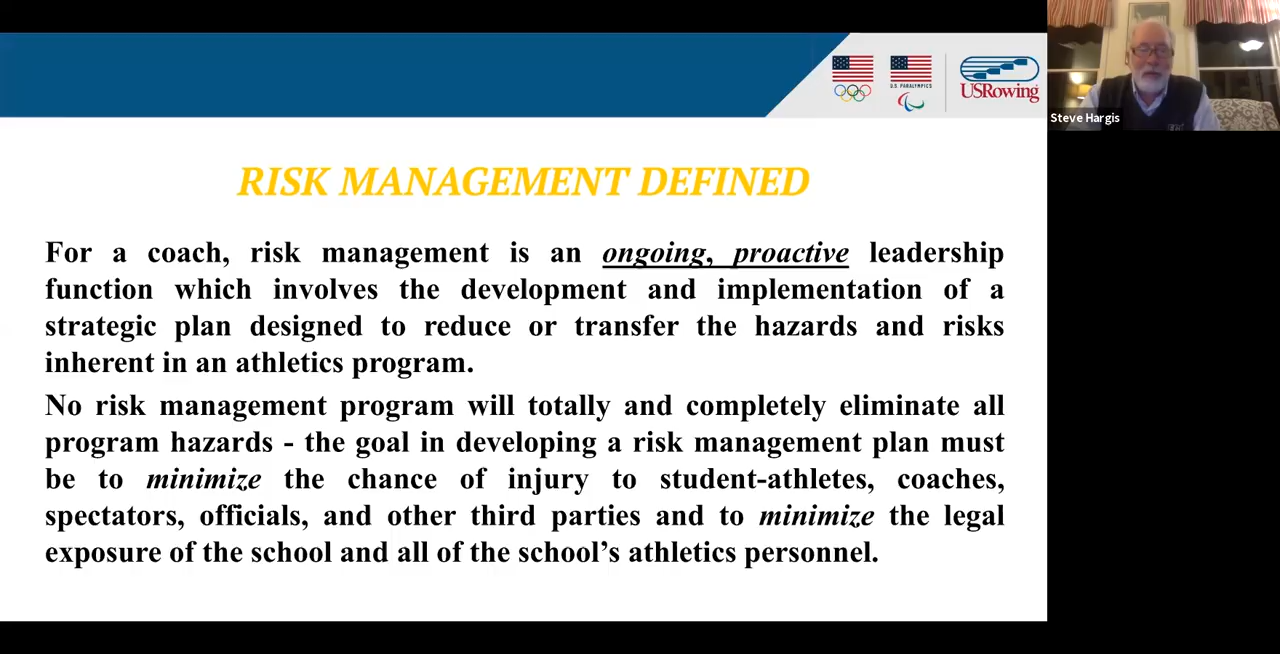 U.S. PARALYMPICS
USRowing
Steve Hargis
RISK MANAGEMENT DEFINED
For a coach, risk management is an ongoing, proactive leadership
function which involves the development and implementation of a
strategic plan designed to reduce or transfer the hazards and risks
inherent in an athletics program.
No risk management program will totally and completely eliminate all
program hazards - the goal in developing a risk management plan must
be to minimize the chance of injury to student-athletes, coaches,
spectators, officials, and other third parties and to minimize the legal
exposure of the school and all of the school’s athletics personnel.